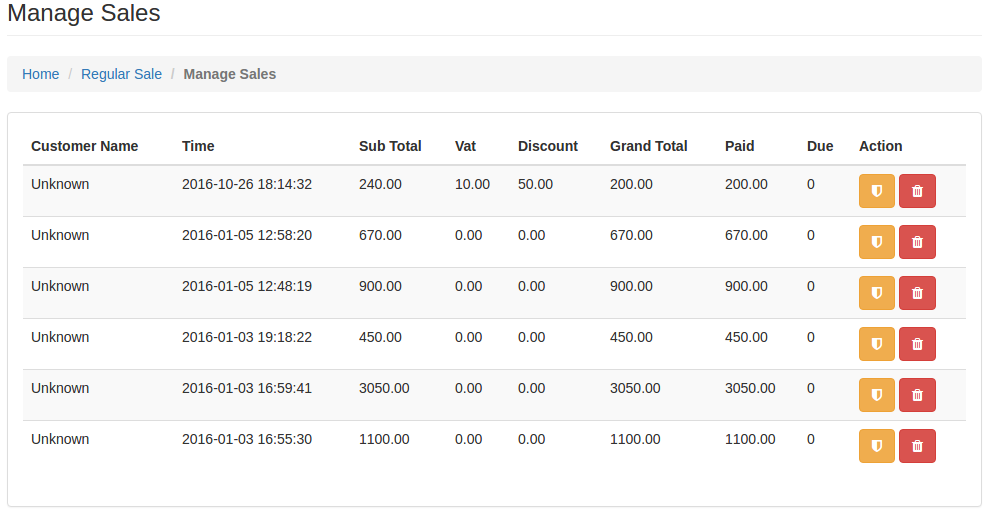 Manage Sales
Home / Regular Sale / Manage Sales
Customer Name Time Sub Total Vat Discount Grand Total Paid Due Action
Unknown 2016-10-26 18:14:32 240.00 10.00 50.00 200.00 200.00 0
Unknown 2016-01-05 12:58:20 670.00 0.00 0.00 670.00 670.00 0
Unknown 2016-01-05 12:48:19 900.00 0.00 0.00 900.00 900.00 0
Unknown 2016-01-03 19:18:22 450.00 0.00 0.00 450.00 450.00 0
Unknown 2016-01-03 16:59:41 3050.00 0.00 0.00 3050.00 3050.00 0
Unknown 2016-01-03 16:55:30 1100.00 0.00 0.00 1100.00 1100.00 0